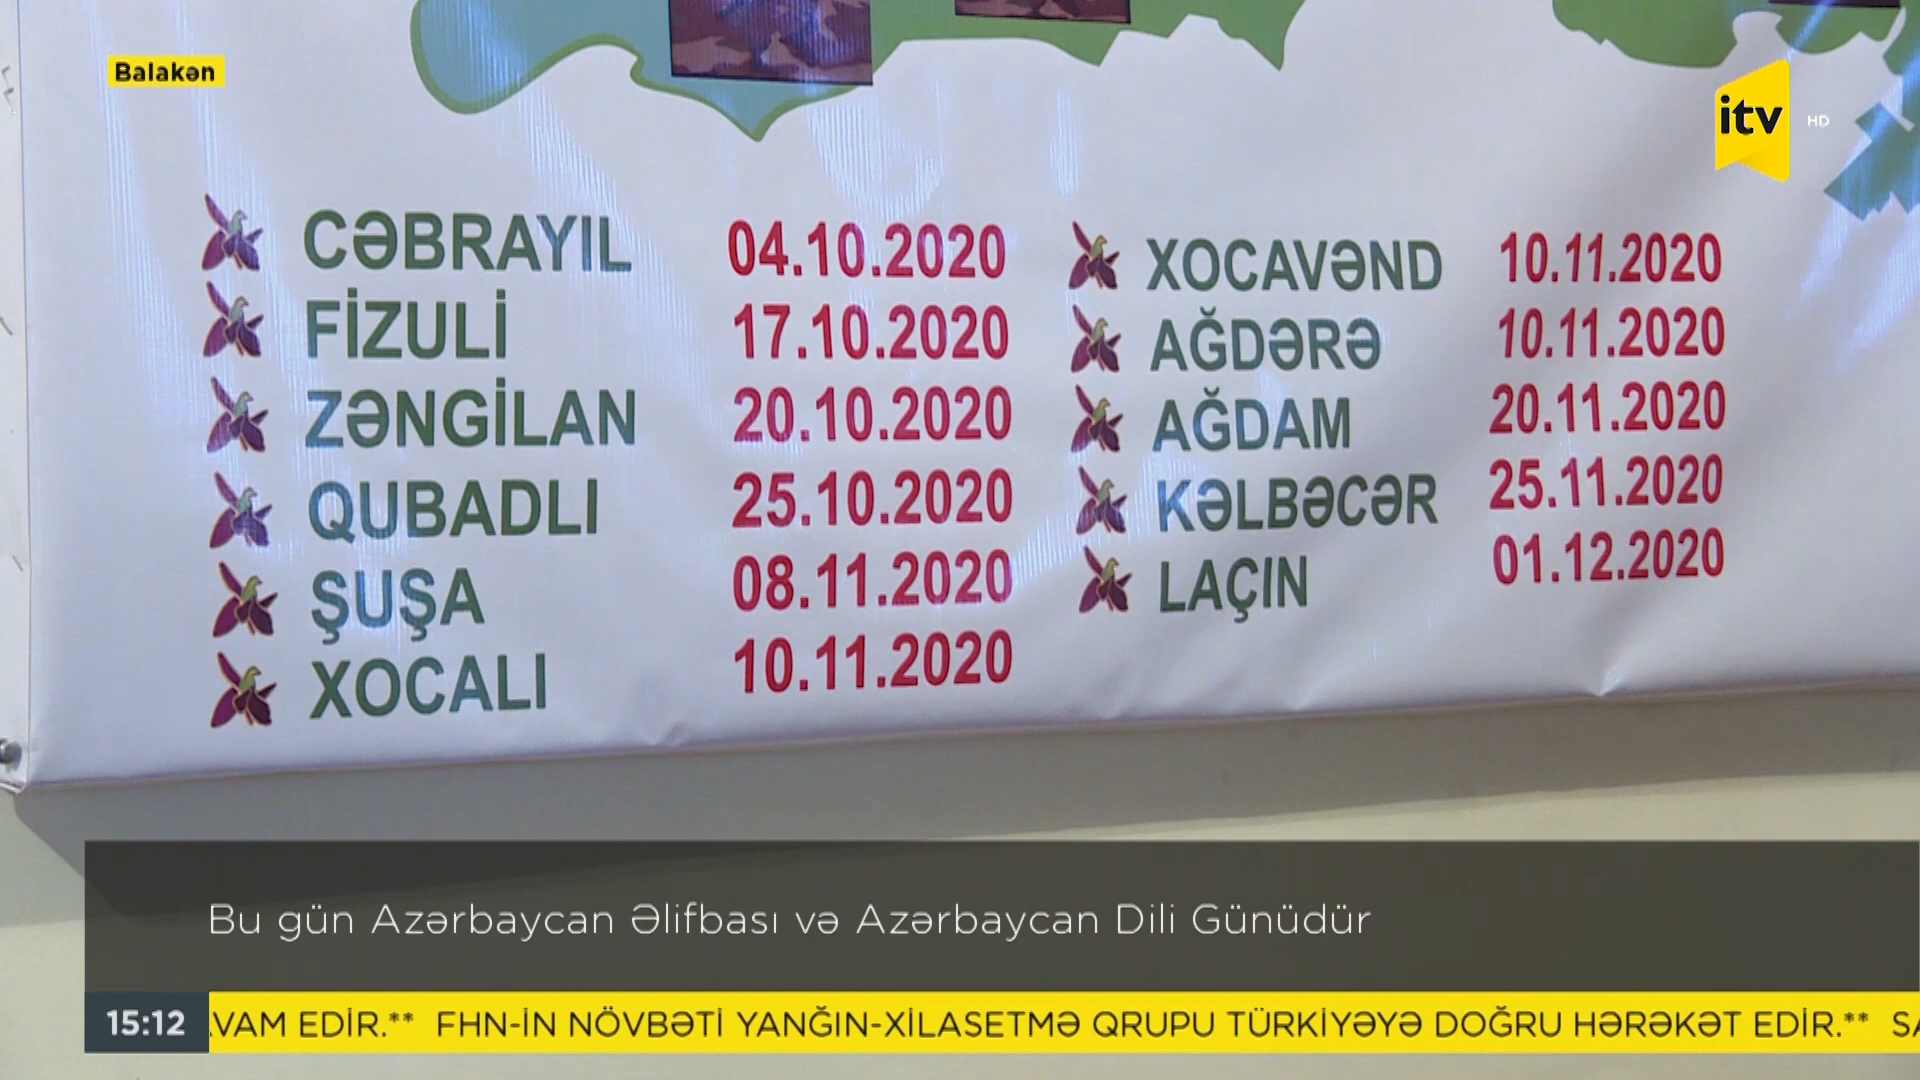 Balakən
itv HD
CƏBRAYIL 04.10.2020
FİZULİ 17.10.2020
ZƏNGİLAN 20.10.2020
QUBADLI 25.10.2020
ŞUŞA 08.11.2020
XOCALI 10.11.2020
XOCAVƏND 10.11.2020
AĞDƏRƏ 10.11.2020
AĞDAM 20.11.2020
KƏLBƏCƏR 25.11.2020
LAÇIN 01.12.2020
Bu gün Azərbaycan Əlifbası və Azərbaycan Dili Günüdür
15:12 VAM EDİR.** FHN-İN NÖVBƏTİ YANĞIN-XİLASETMƏ QRUPU TÜRKİYƏYƏ DOĞRU HƏRƏKƏT EDİR.** SA